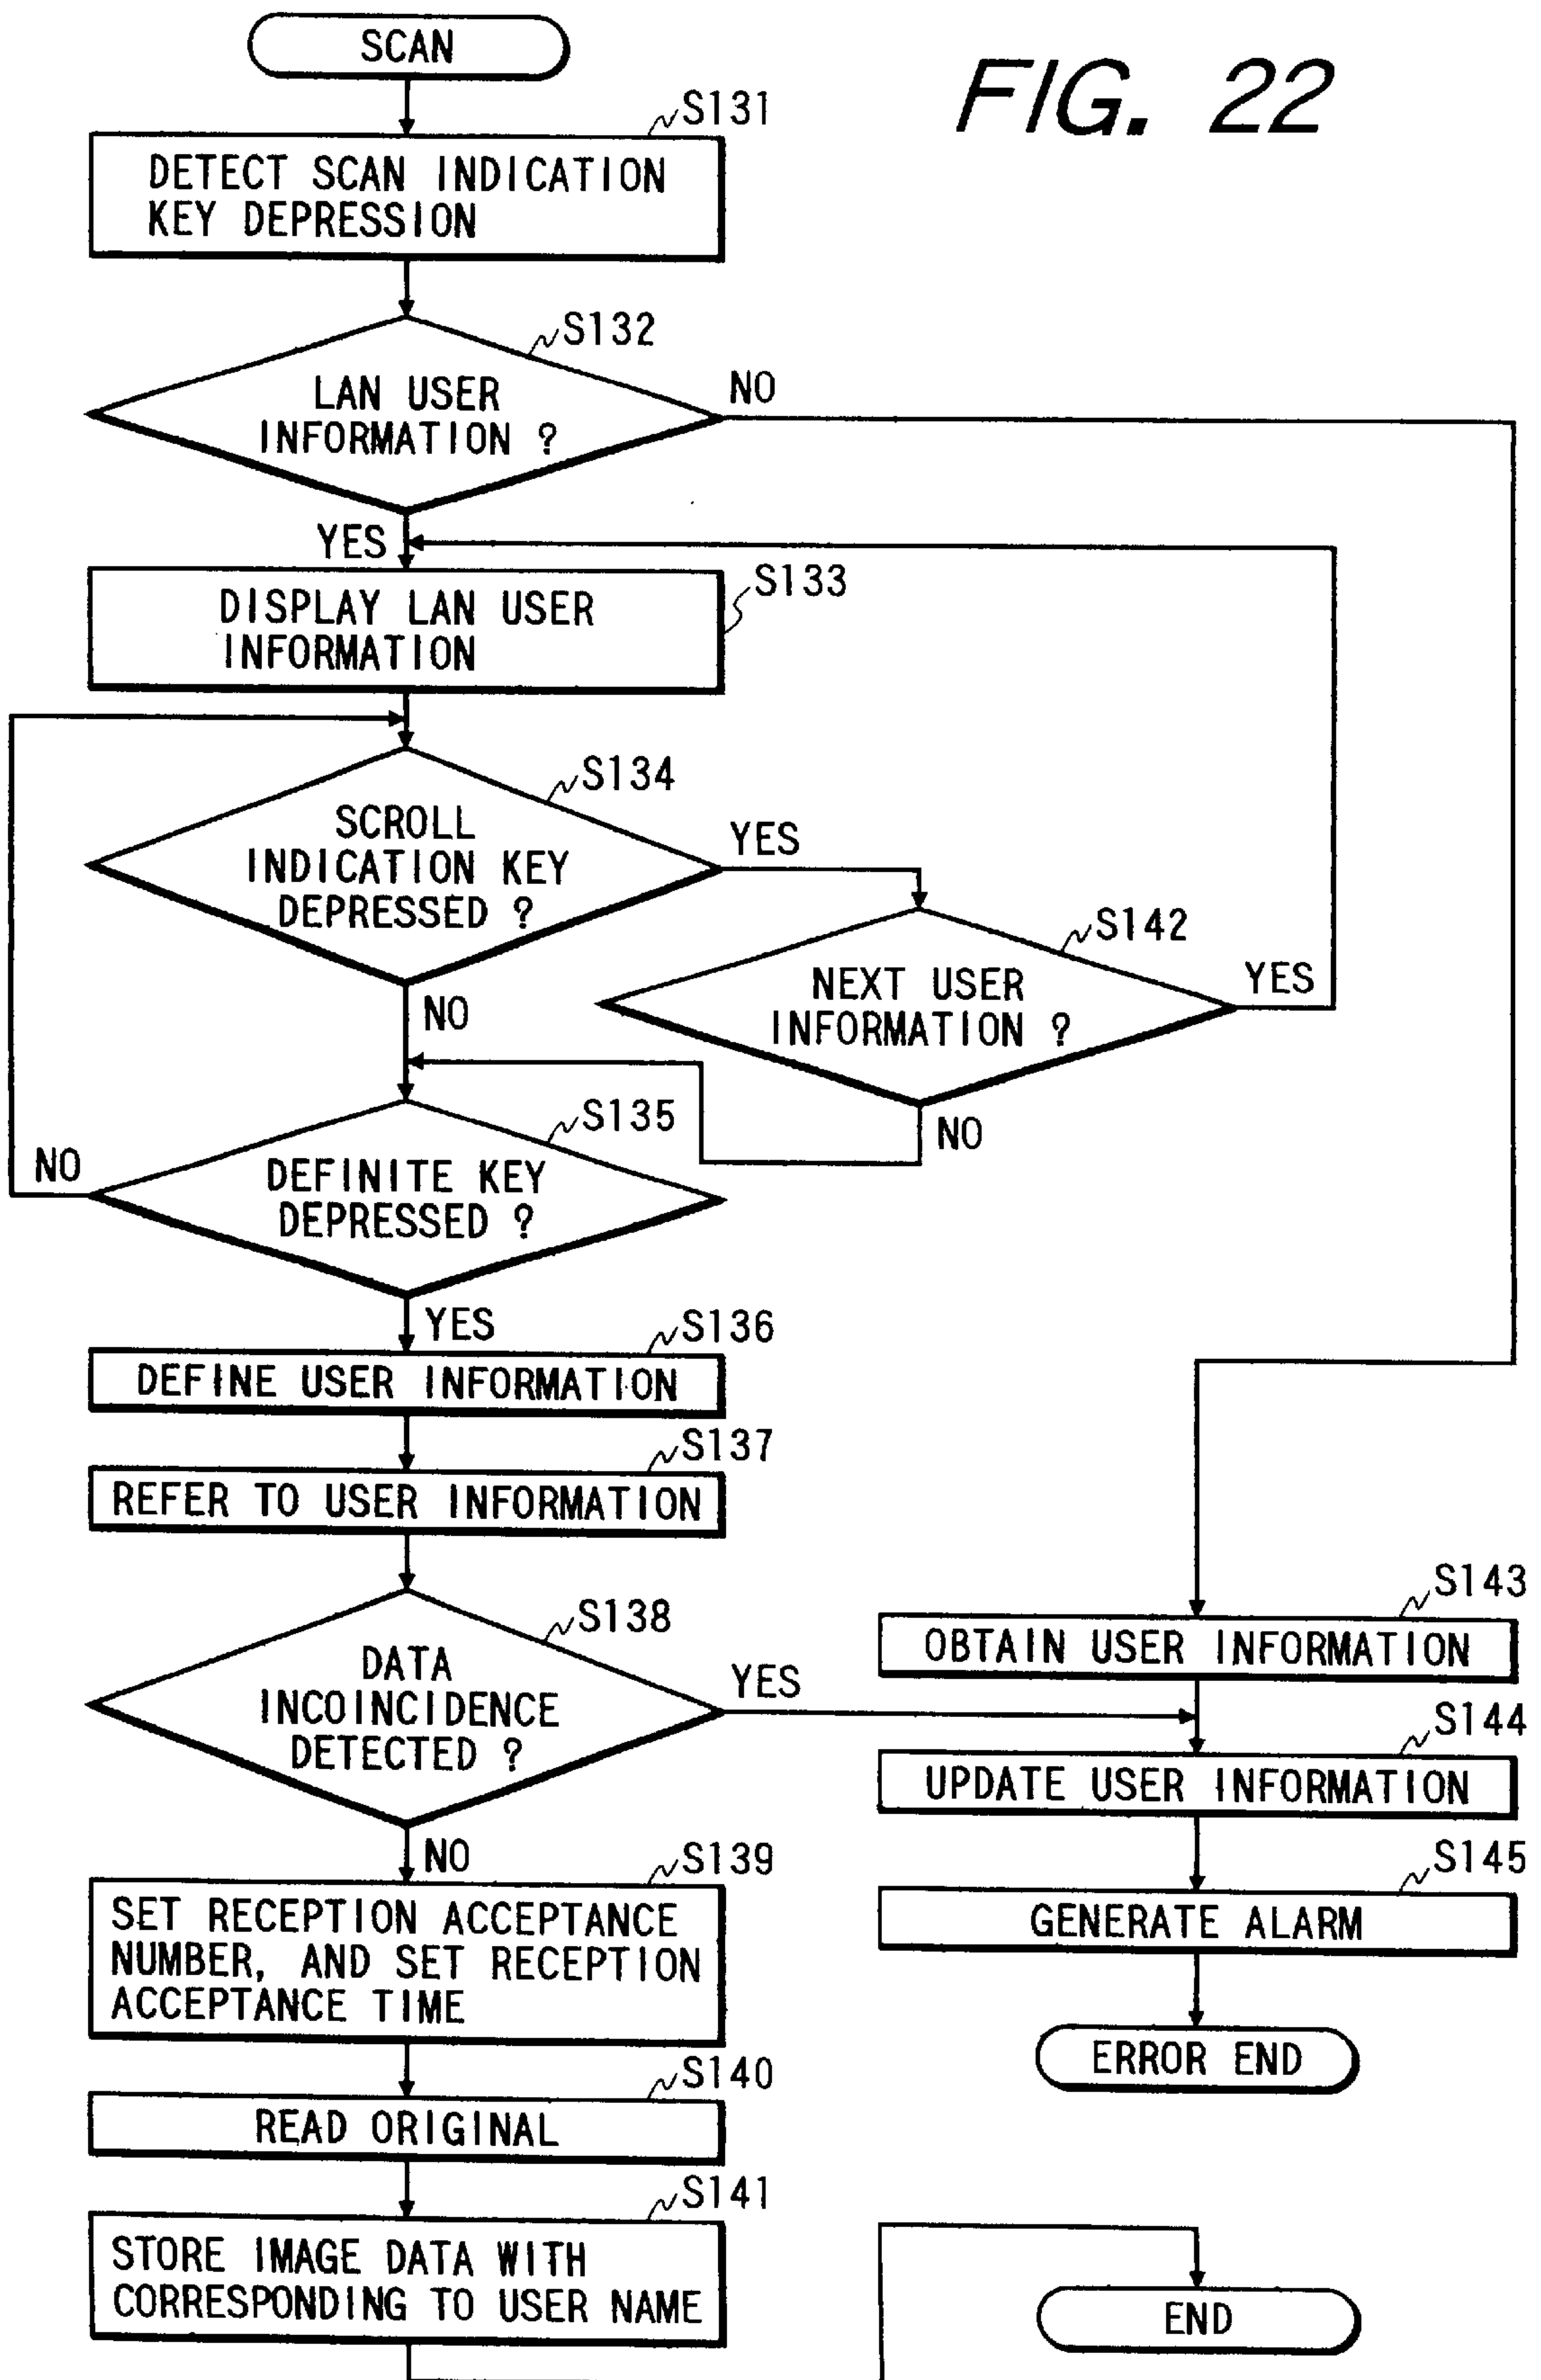 FIG. 22
SCAN
S131
DETECT SCAN INDICATION
KEY DEPRESSION
S132
LAN USER
INFORMATION ?
NO
YES
S133
DISPLAY LAN USER
INFORMATION
S134
SCROLL
INDICATION KEY
DEPRESSED ?
YES
NO
S142
NEXT USER
INFORMATION ?
YES
NO
S135
DEFINITE KEY
DEPRESSED ?
NO
YES
S136
DEFINE USER INFORMATION
S137
REFER TO USER INFORMATION
S138
DATA
INCOINCIDENCE
DETECTED ?
YES
NO
S139
SET RECEPTION ACCEPTANCE
NUMBER, AND SET RECEPTION
ACCEPTANCE TIME
S140
READ ORIGINAL
S141
STORE IMAGE DATA WITH
CORRESPONDING TO USER NAME
S143
OBTAIN USER INFORMATION
S144
UPDATE USER INFORMATION
S145
GENERATE ALARM
ERROR END
END